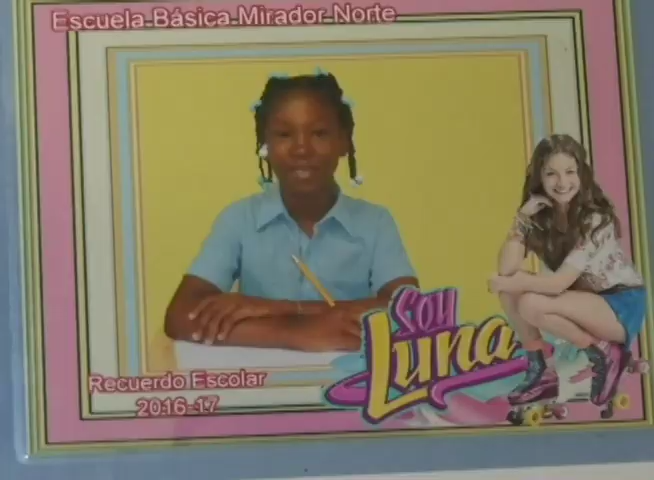 Escuela Básica Mirador Norte
Soy
Luna
Recuerdo Escolar
2016-17